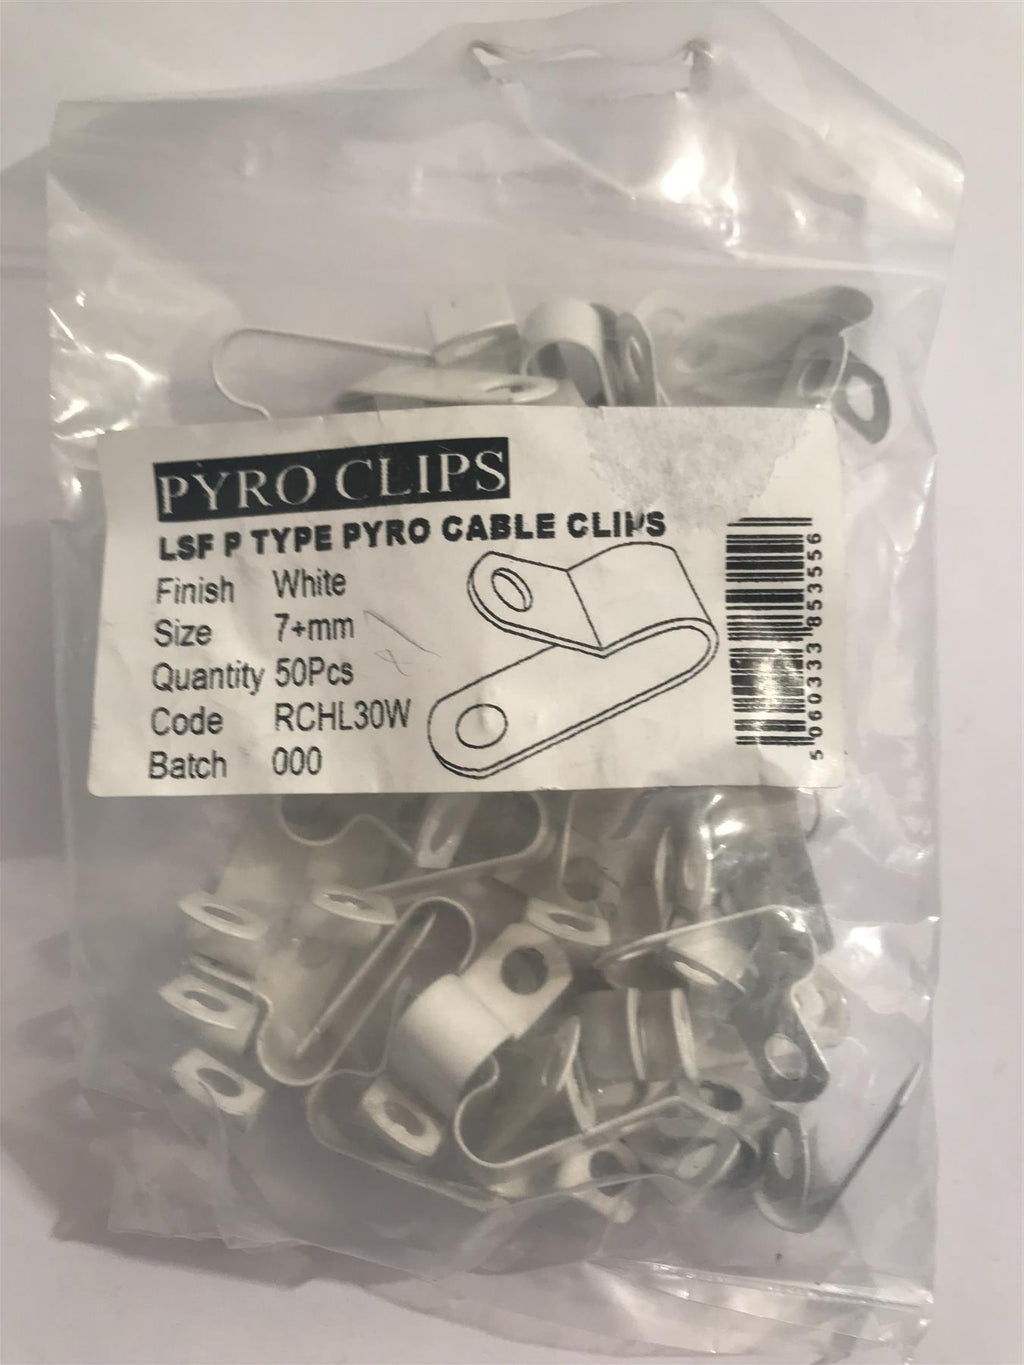 PYRO CLIPS
LSF P TYPE PYRO CABLE CLIPS
Finish White
Size 7+mm
Quantity 50Pcs
Code RCHL30W
Batch 000
5 060333 853556